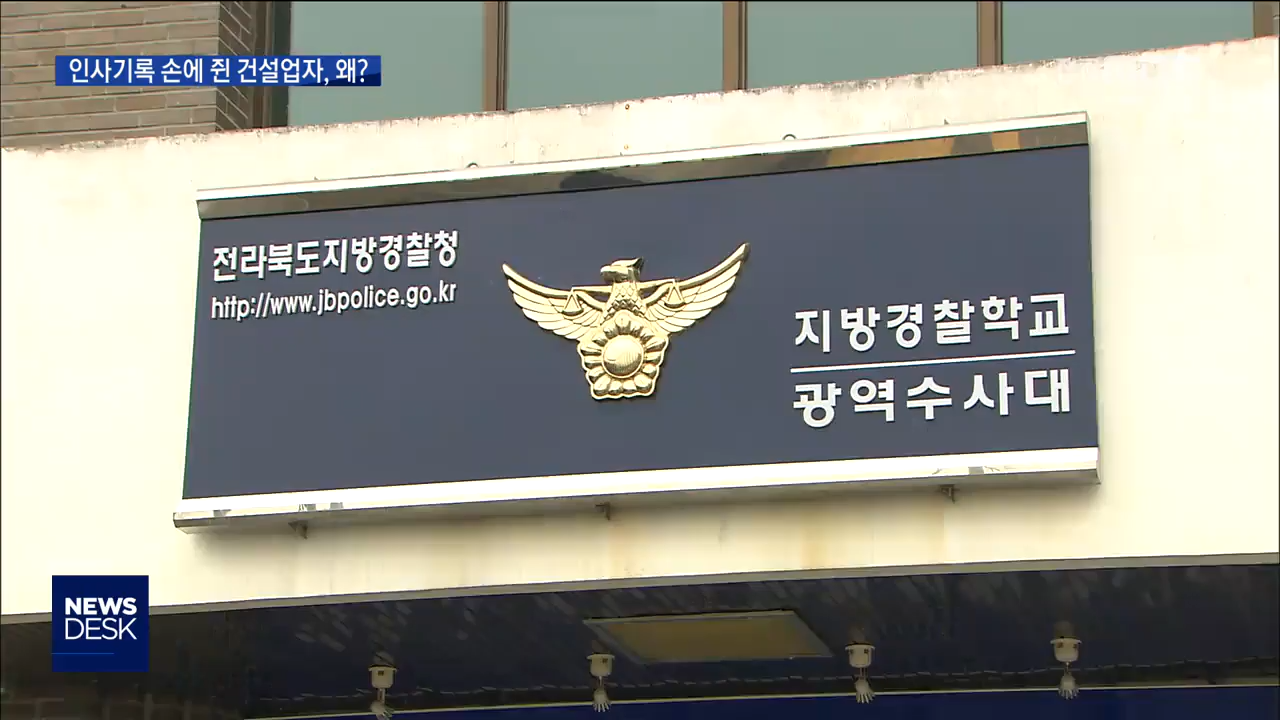 인사기록 손에 쥔 건설업자, 왜?
전라북도지방경찰청
http://www.jbpolice.go.kr
지방경찰학교
광역수사대
NEWS
DESK